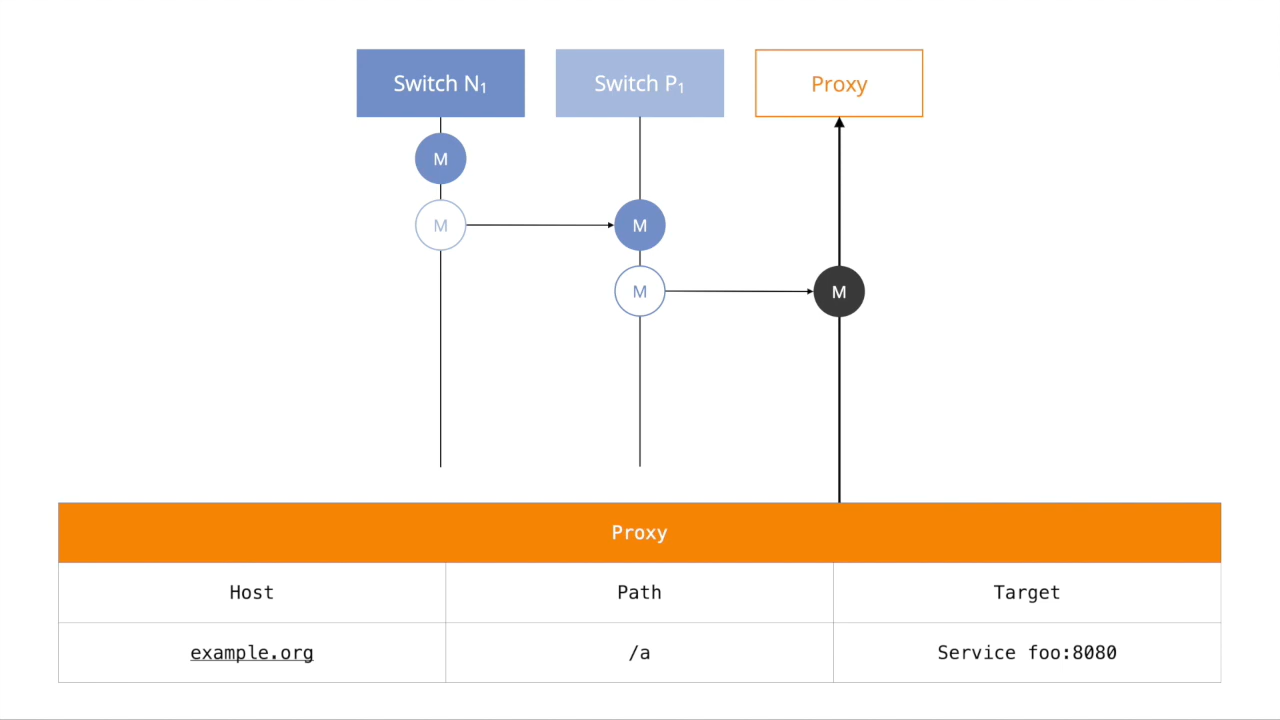 Switch N₁
Switch P₁
Proxy
M
M
M
M
M
Proxy
Host
Path
Target
example.org
/a
Service foo:8080